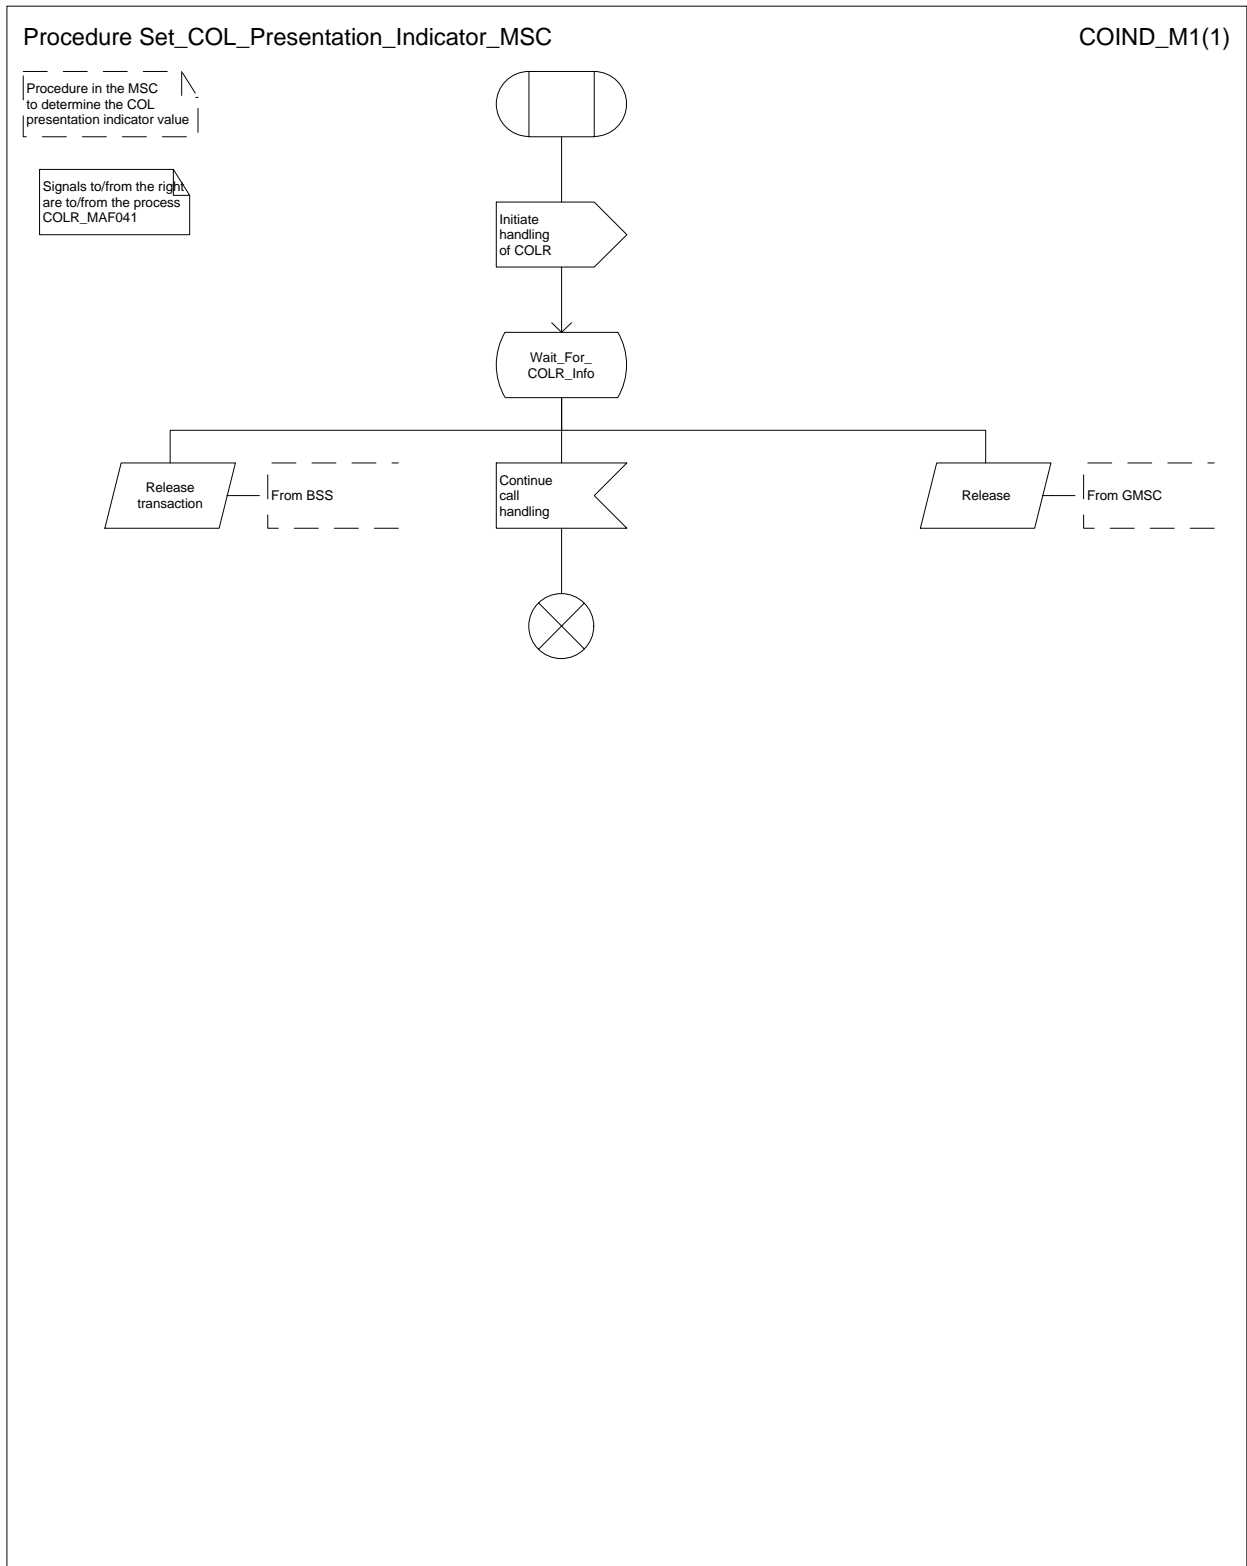 Procedure Set_COL_Presentation_Indicator_MSC
COIND_M1(1)
Procedure in the MSC
to determine the COL
presentation indicator value
Signals to/from the right
are to/from the process
COLR_MAF041
Initiate
handling
of COLR
Wait_For_
COLR_Info
Release
transaction
From BSS
Continue
call
handling
Release
From GMSC